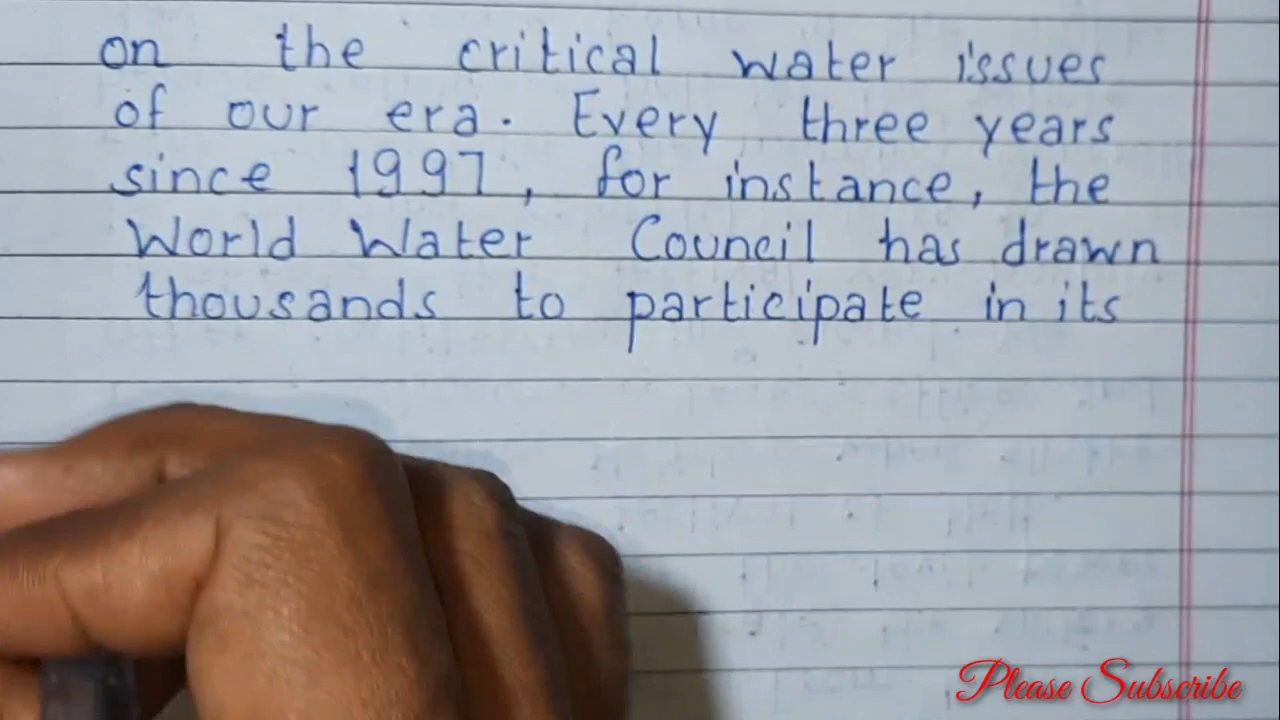 on the critical water issues
of our era. Every three years
since 1997, for instance, the
World Water Council has drawn
thousands to participate in its
Please Subscribe